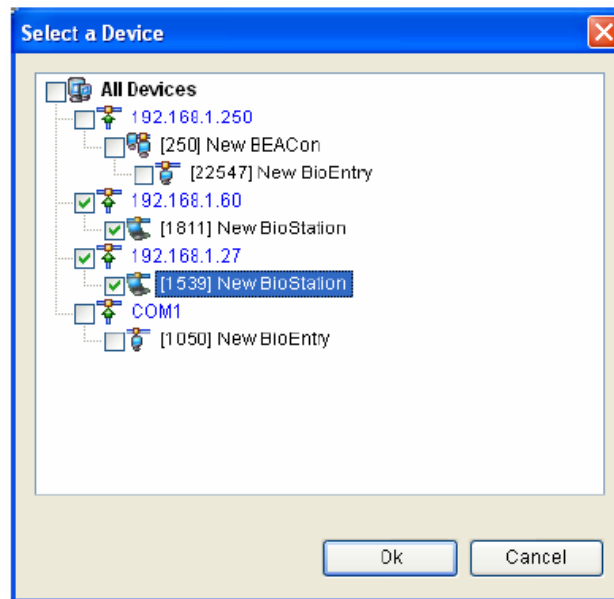 Select a Device
All Devices
192.168.1.250
[250] New BEACon
[22547] New BioEntry
192.168.1.60
[1811] New BioStation
192.168.1.27
[1539] New BioStation
COM1
[1050] New BioEntry
Ok Cancel